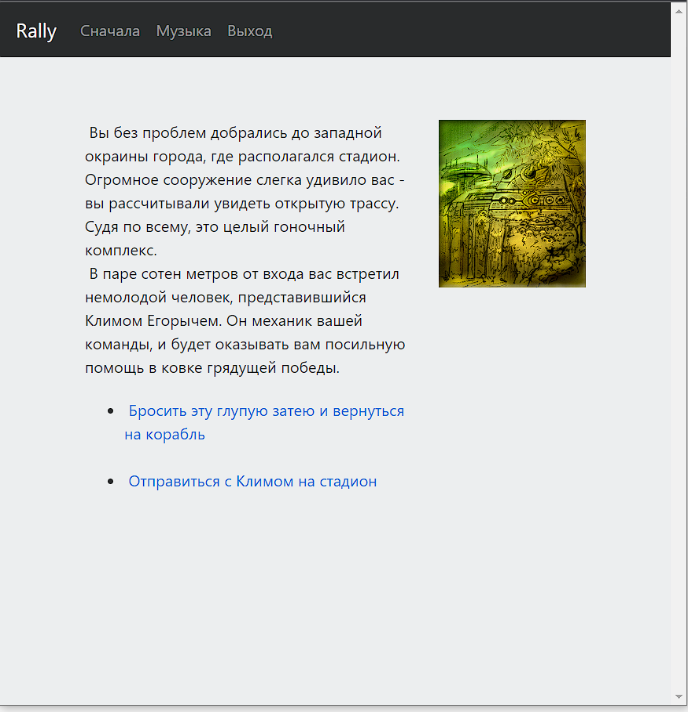 Rally Сначала Музыка Выход
Вы без проблем добрались до западной
окраины города, где располагался стадион.
Огромное сооружение слегка удивило вас -
вы рассчитывали увидеть открытую трассу.
Судя по всему, это целый гоночный
комплекс.
В паре сотен метров от входа вас встретил
немолодой человек, представившийся
Климом Егорычем. Он механик вашей
команды, и будет оказывать вам посильную
помощь в ковке грядущей победы.
Бросить эту глупую затею и вернуться
на корабль
Отправиться с Климом на стадион